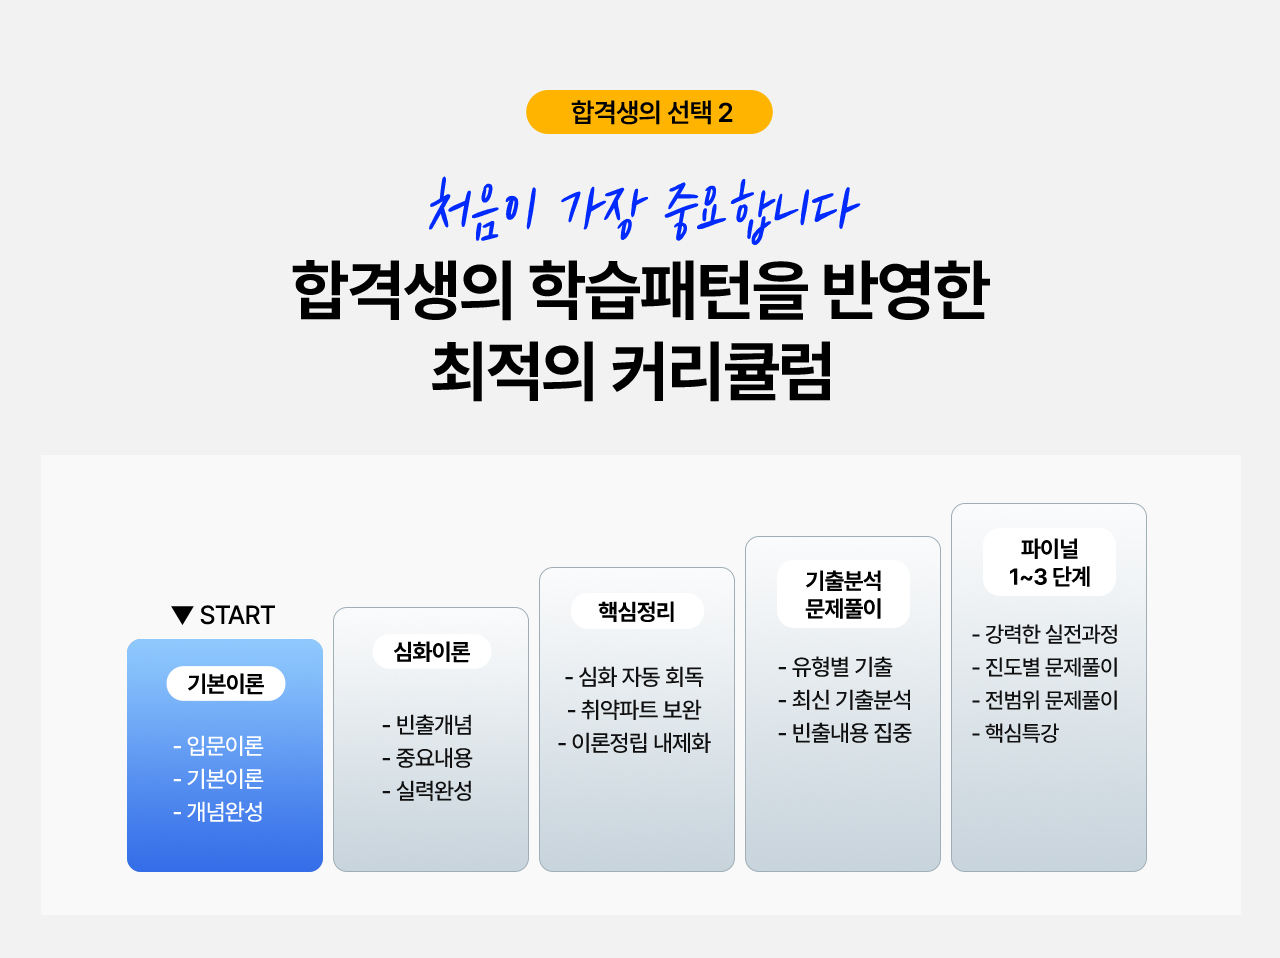 합격생의 선택 2
처음이 가장 중요합니다
합격생의 학습패턴을 반영한
최적의 커리큘럼
▼ START
기본이론
- 입문이론
- 기본이론
- 개념완성
심화이론
- 빈출개념
- 중요내용
- 실력완성
핵심정리
- 심화 자동 회독
- 취약파트 보완
- 이론정립 내제화
기출분석
문제풀이
- 유형별 기출
- 최신 기출분석
- 빈출내용 집중
파이널
1~3 단계
- 강력한 실전과정
- 진도별 문제풀이
- 전범위 문제풀이
- 핵심특강